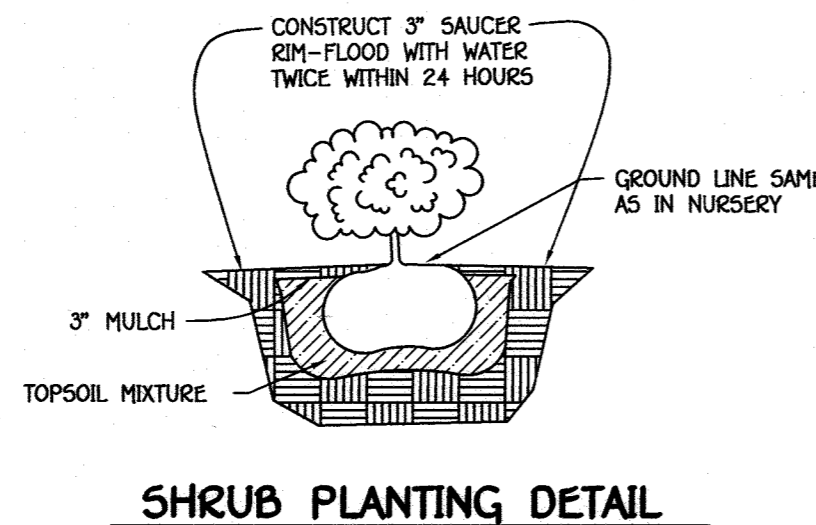 CONSTRUCT 3" SAUCER
RIM-FLOOD WITH WATER
TWICE WITHIN 24 HOURS
GROUND LINE SAME
AS IN NURSERY
3" MULCH
TOPSOIL MIXTURE
SHRUB PLANTING DETAIL